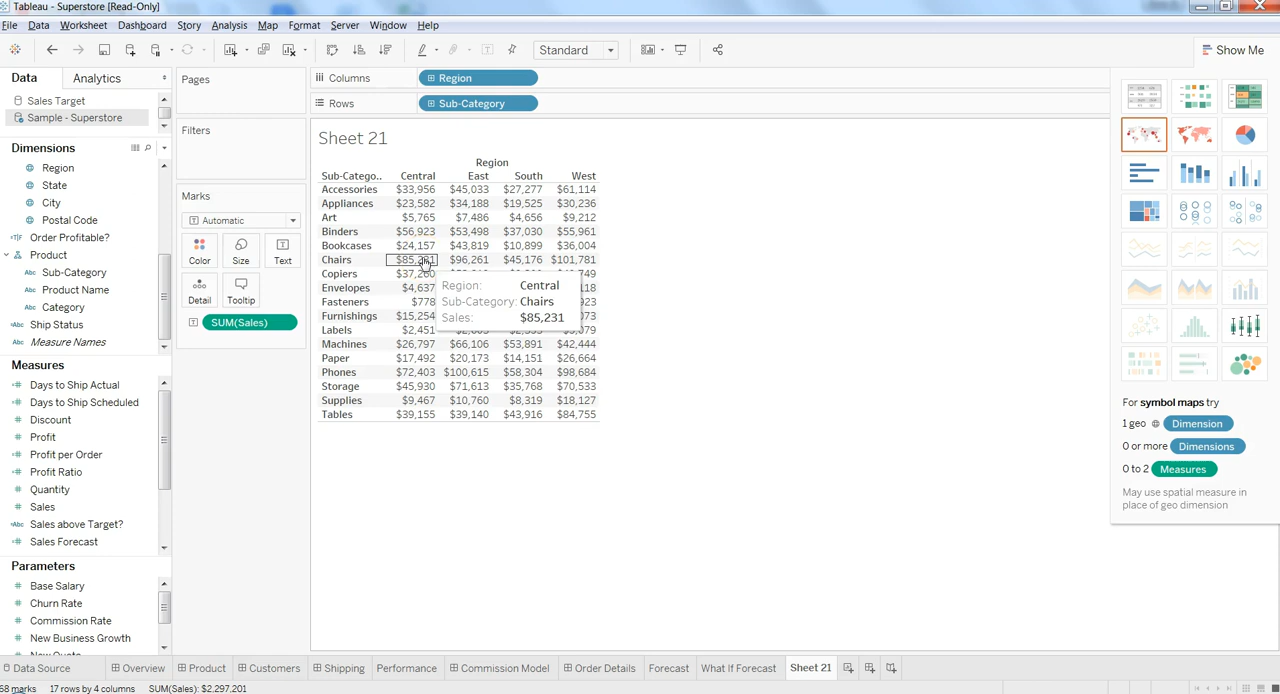 Tableau - Superstore [Read-Only]
File Data Worksheet Dashboard Story Analysis Map Format Server Window Help
Standard
Show Me
Data Analytics
Sales Target
Sample - Superstore
Dimensions
Region
State
City
Postal Code
Order Profitable?
Product
Abc Sub-Category
Abc Product Name
Abc Category
Abc Ship Status
Abc Measure Names
Measures
Days to Ship Actual
Days to Ship Scheduled
Discount
Profit
Profit per Order
Profit Ratio
Quantity
Sales
Abc Sales above Target?
Sales Forecast
Parameters
Base Salary
Churn Rate
Commission Rate
New Business Growth
Pages
Filters
Marks
Automatic
Color Size Text
Detail Tooltip
SUM(Sales)
Columns Region
Rows Sub-Category
Sheet 21
Region
Sub-Catego.. Central East South West
Accessories $33,956 $45,033 $27,277 $61,114
Appliances $23,582 $34,188 $19,525 $30,236
Art $5,765 $7,486 $4,656 $9,212
Binders $56,923 $53,498 $37,030 $55,961
Bookcases $24,157 $43,819 $10,899 $36,004
Chairs $85,231 $96,261 $45,176 $101,781
Copiers $37,260
Envelopes $4,637
Fasteners $778
Furnishings $15,254
Labels $2,451
Machines $26,797 $66,106 $53,891 $42,444
Paper $17,492 $20,173 $14,151 $26,664
Phones $72,403 $100,615 $58,304 $98,684
Storage $45,930 $71,613 $35,768 $70,533
Supplies $9,467 $10,760 $8,319 $18,127
Tables $39,155 $39,140 $43,916 $84,755
Region: Central
Sub-Category: Chairs
Sales: $85,231
For symbol maps try
1 geo Dimension
0 or more Dimensions
0 to 2 Measures
May use spatial measure in
place of geo dimension
Data Source Overview Product Customers Shipping Performance Commission Model Order Details Forecast What If Forecast Sheet 21
68 marks 17 rows by 4 columns SUM(Sales): $2,297,201